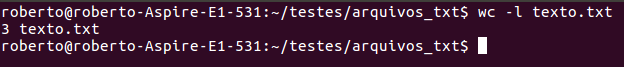 roberto@roberto-Aspire-E1-531:~/testes/arquivos_txt$ wc -l texto.txt
3 texto.txt
roberto@roberto-Aspire-E1-531:~/testes/arquivos_txt$